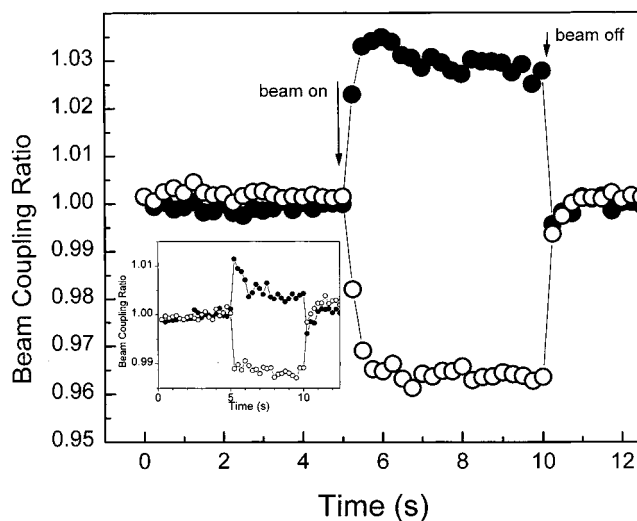 beam off
beam on
Beam Coupling Ratio
1.03
1.02
1.01
1.00
0.99
0.98
0.97
0.96
0.95
0 2 4 6 8 10 12
Time (s)
Beam Coupling Ratio
1.01
1.00
0.99
0 5 10
Time (s)